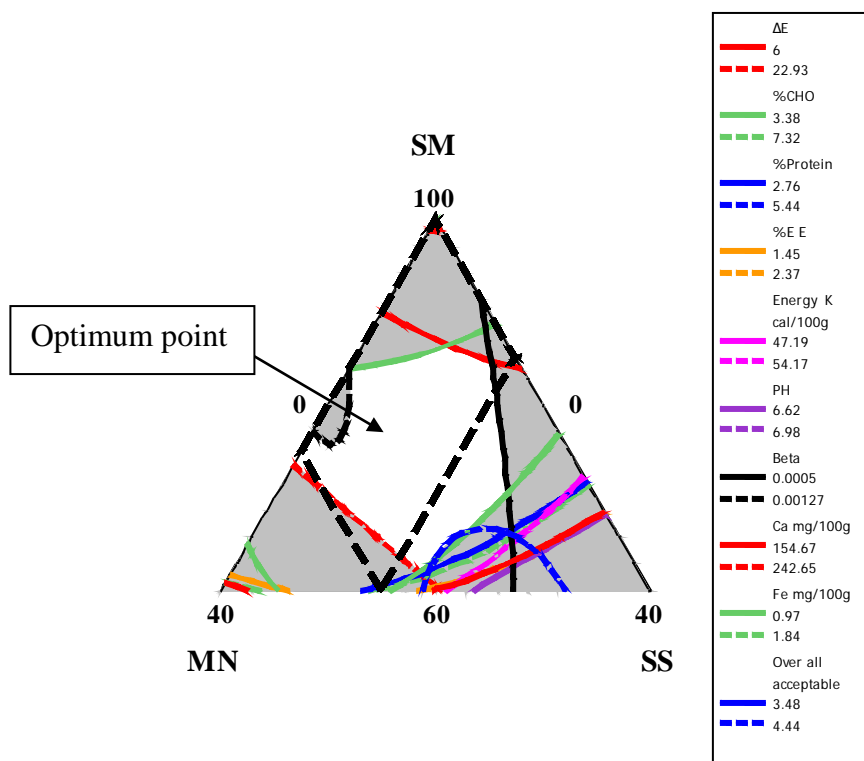 SM
100
Optimum point
0
0
40
60
40
MN
SS
ΔE
6
22.93
%CHO
3.38
7.32
%Protein
2.76
5.44
%E E
1.45
2.37
Energy K
cal/100g
47.19
54.17
PH
6.62
6.98
Beta
0.0005
0.00127
Ca mg/100g
154.67
242.65
Fe mg/100g
0.97
1.84
Over all
acceptable
3.48
4.44